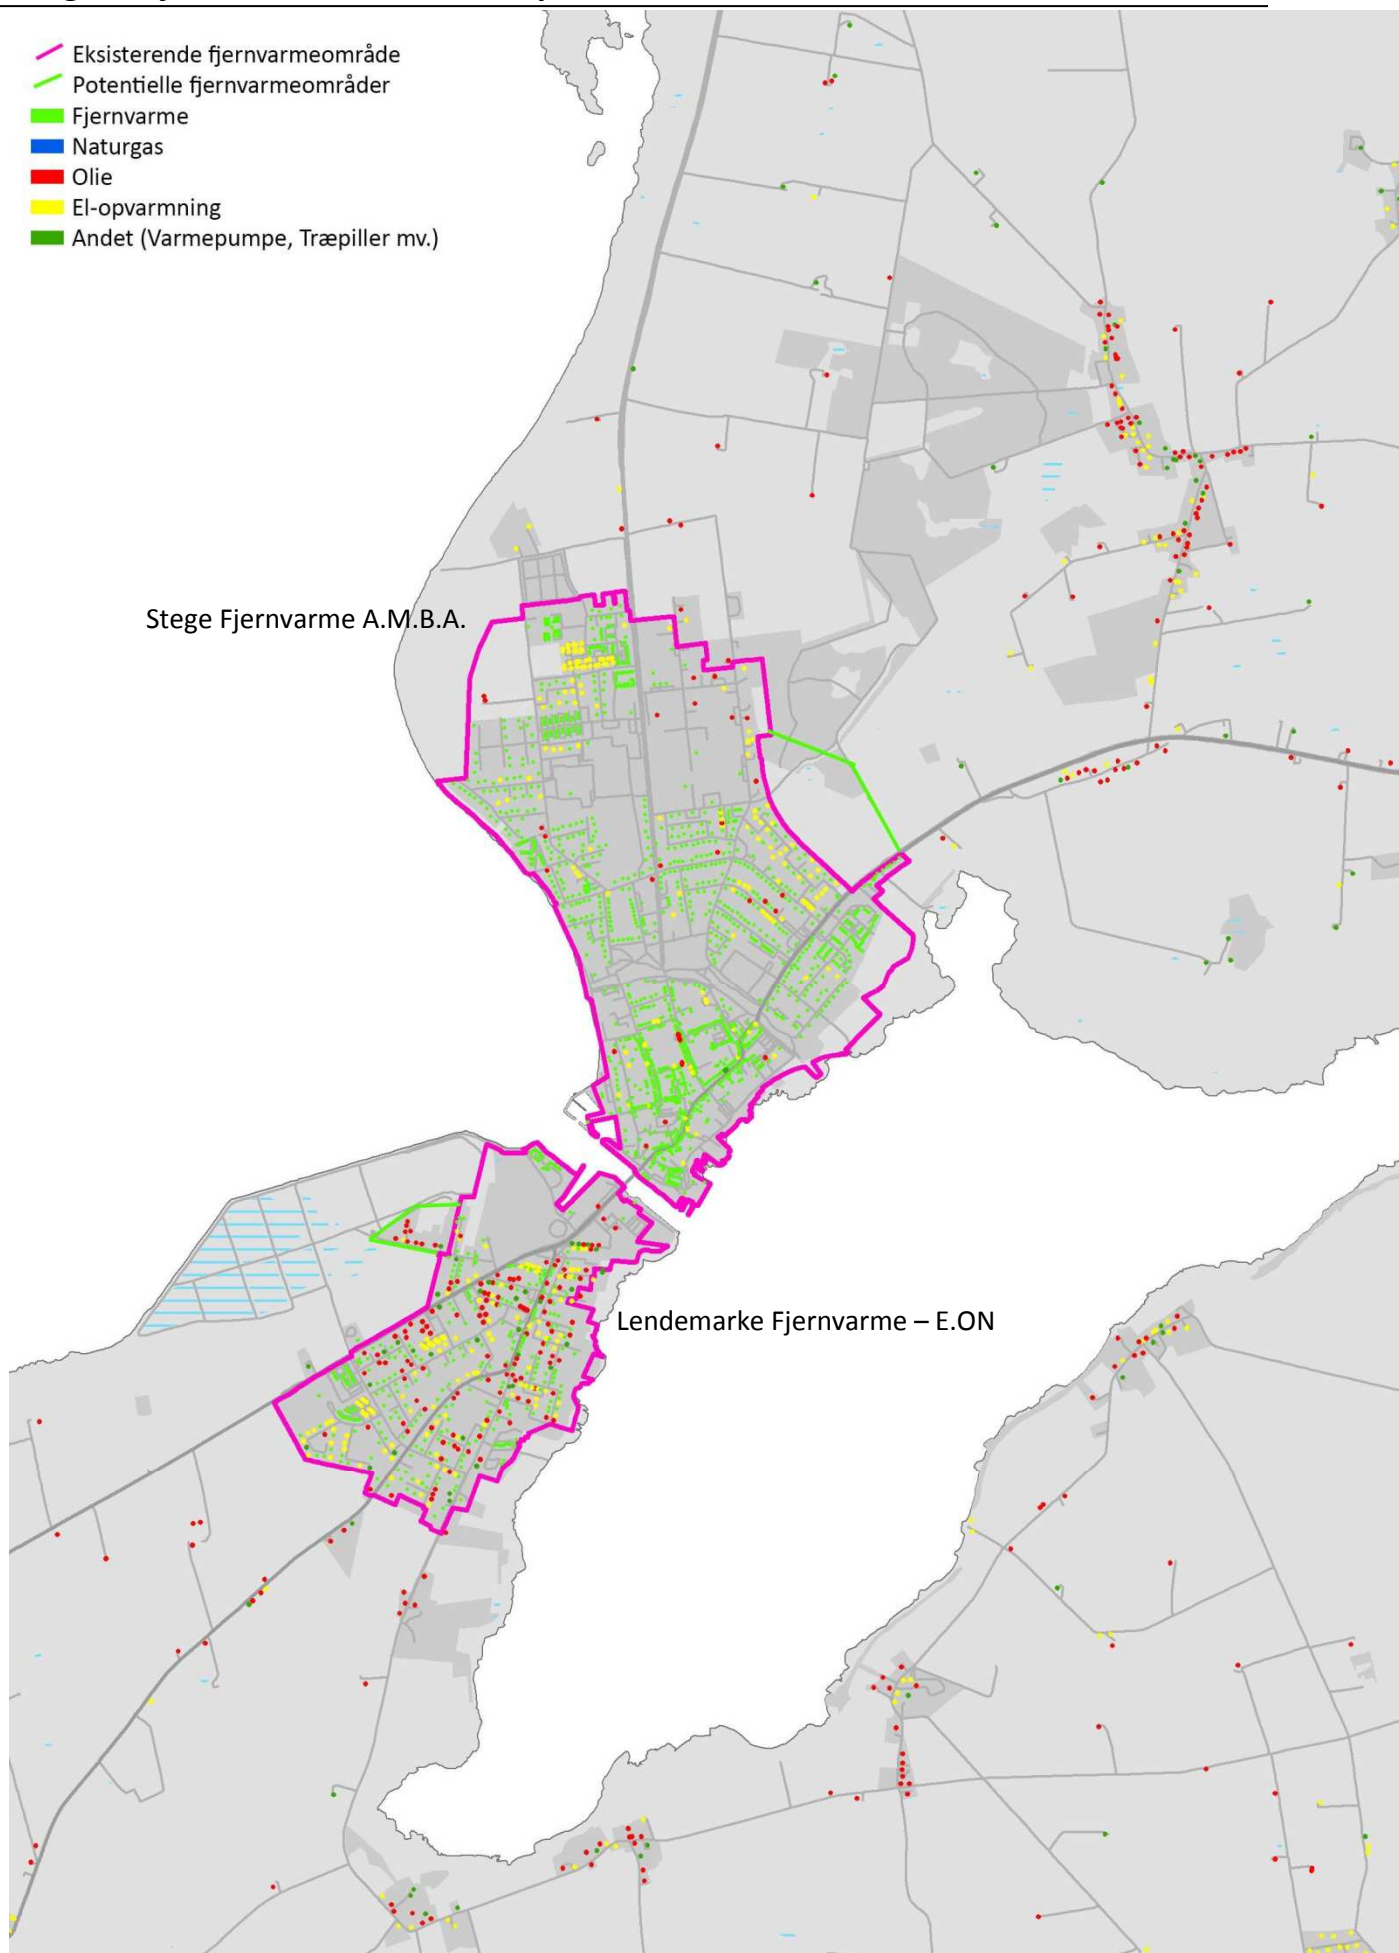 Eksisterende fjernvarmeområde
Potentielle fjernvarmeområder
Fjernvarme
Naturgas
Olie
El-opvarmning
Andet (Varmepumpe, Træpiller mv.)
Stege Fjernvarme A.M.B.A.
Lendemarke Fjernvarme – E.ON